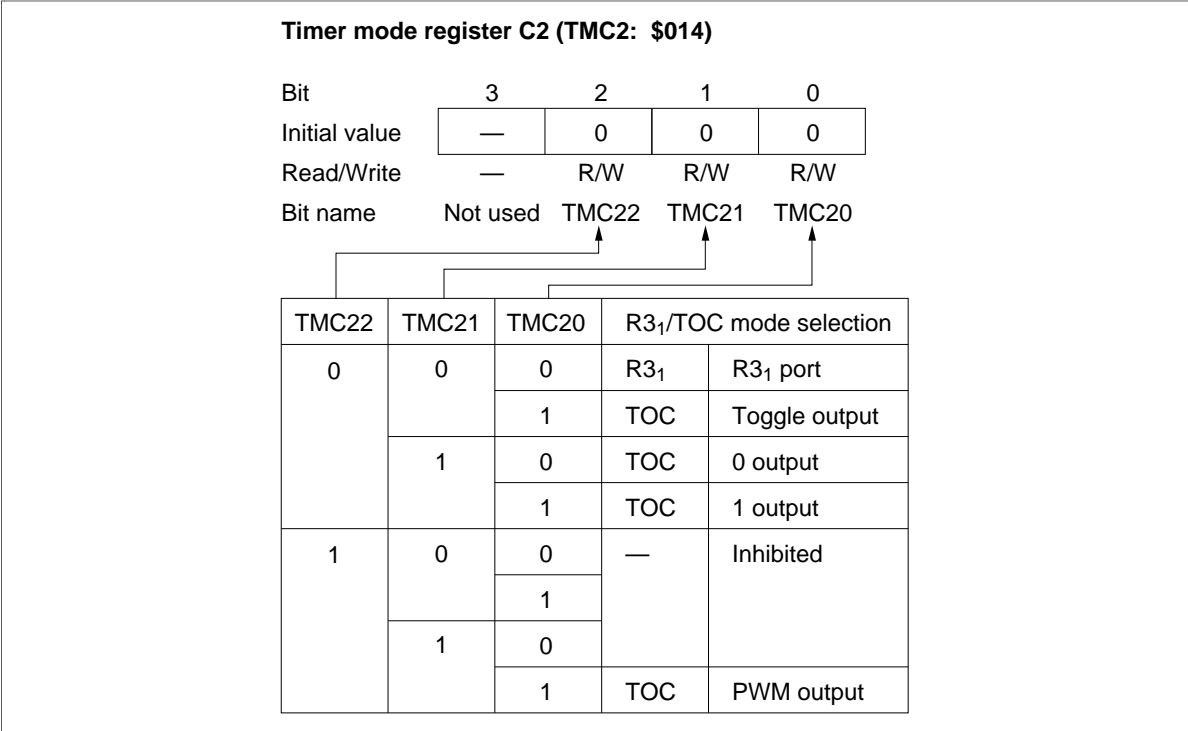 Timer mode register C2 (TMC2: $014)
Bit 3 2 1 0
Initial value — 0 0 0
Read/Write — R/W R/W R/W
Bit name Not used TMC22 TMC21 TMC20
TMC22 TMC21 TMC20 R3₁/TOC mode selection
0 0 0 R3₁ R3₁ port
1 TOC Toggle output
1 0 TOC 0 output
1 TOC 1 output
1 0 0 — Inhibited
1
1 0
1 TOC PWM output